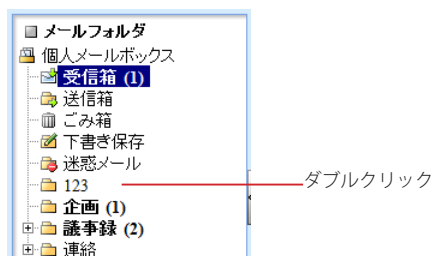 メールフォルダ
個人メールボックス
受信箱 (1)
送信箱
ごみ箱
下書き保存
迷惑メール
123
ダブルクリック
企画 (1)
議事録 (2)
連絡